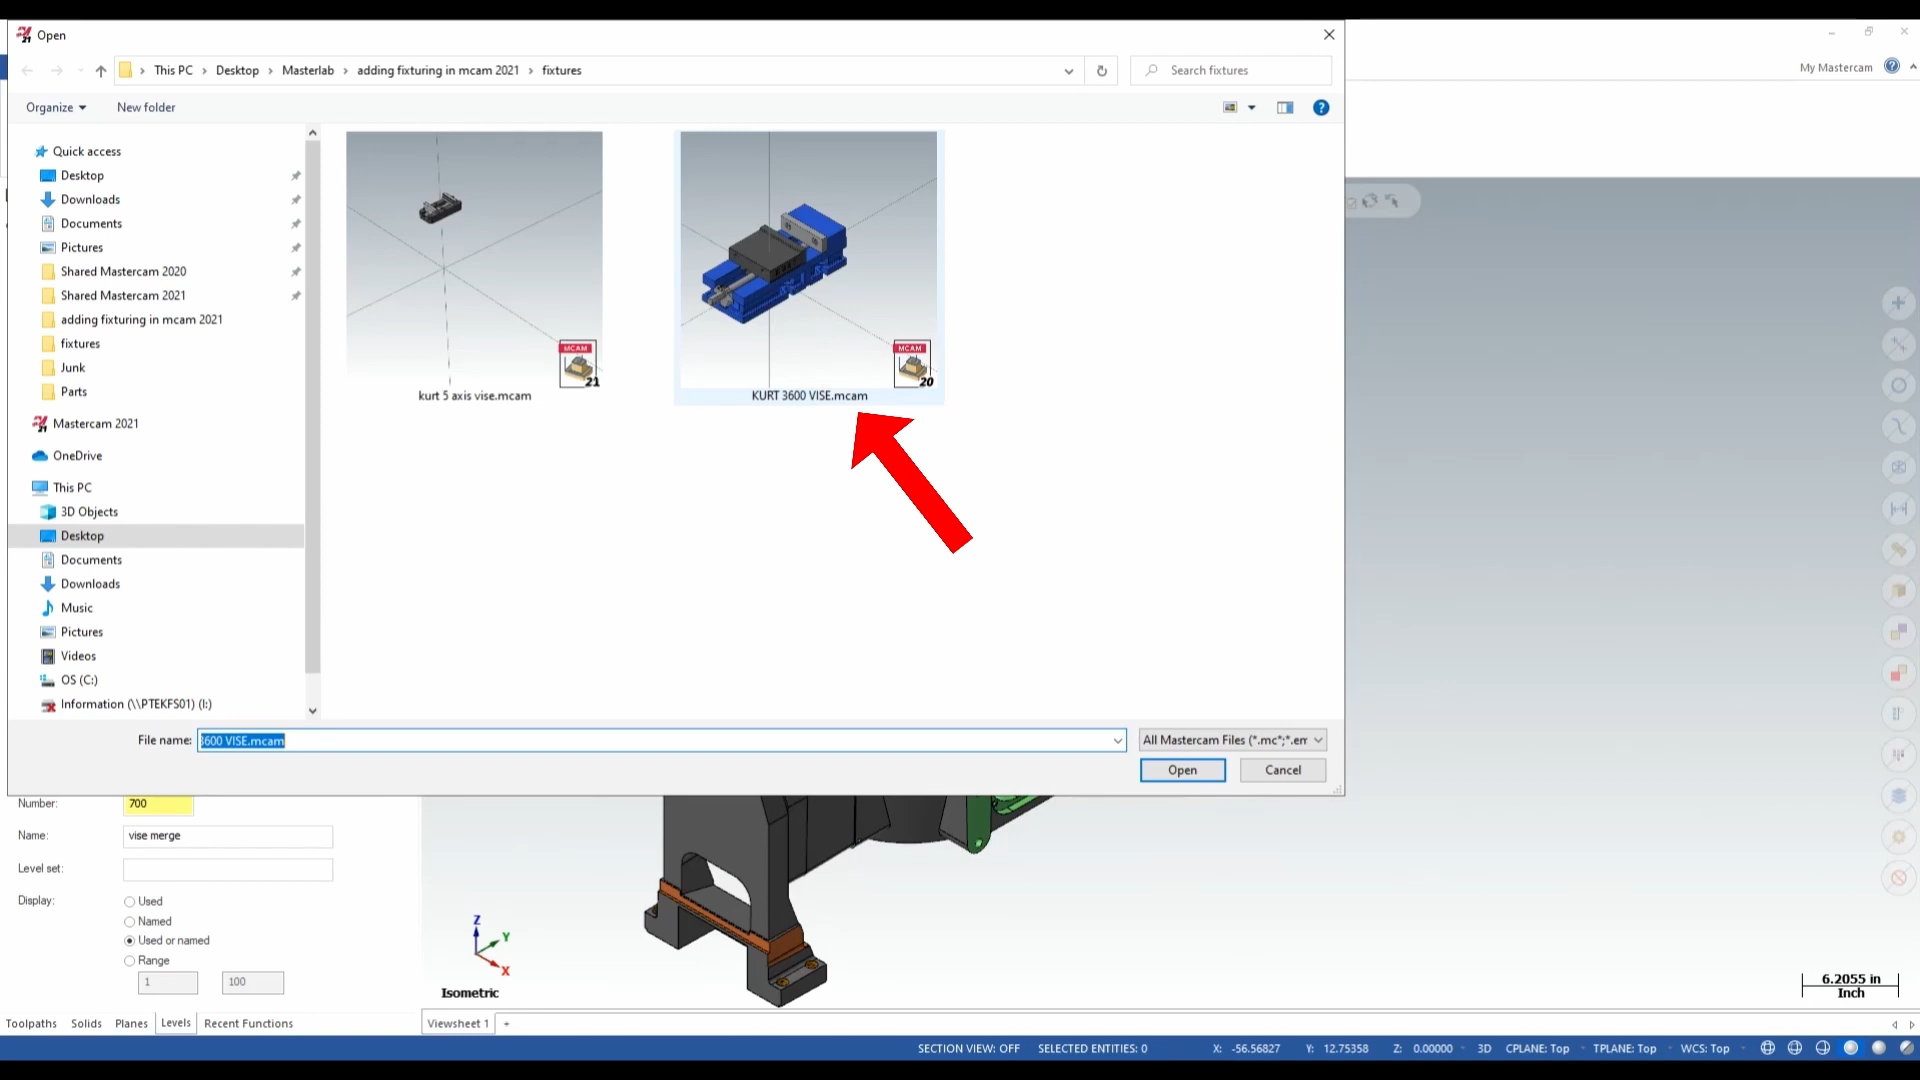 Open
My Mastercam
This PC > Desktop > Masterlab > adding fixturing in mcam 2021 > fixtures
Search fixtures
Organize
New folder
Quick access
Desktop
Downloads
Documents
Pictures
Shared Mastercam 2020
Shared Mastercam 2021
adding fixturing in mcam 2021
fixtures
Junk
Parts
Mastercam 2021
OneDrive
This PC
3D Objects
Desktop
Documents
Downloads
Music
Pictures
Videos
OS (C:)
Information (\\PTEKFS01) (I:)
MCAM
21
kurt 5 axis vise.mcam
MCAM
20
KURT 3600 VISE.mcam
File name:
3600 VISE.mcam
All Mastercam Files (*.mc*;*.em
Open
Cancel
Number:
700
Name:
vise merge
Level set:
Display:
Used
Named
Used or named
Range
1
100
Z
Y
X
Isometric
6.2055 in
Inch
Toolpaths
Solids
Planes
Levels
Recent Functions
Viewsheet 1
+
SECTION VIEW: OFF
SELECTED ENTITIES: 0
X: -56.56827
Y: 12.75358
Z: 0.00000
3D
CPLANE: Top
TPLANE: Top
WCS: Top